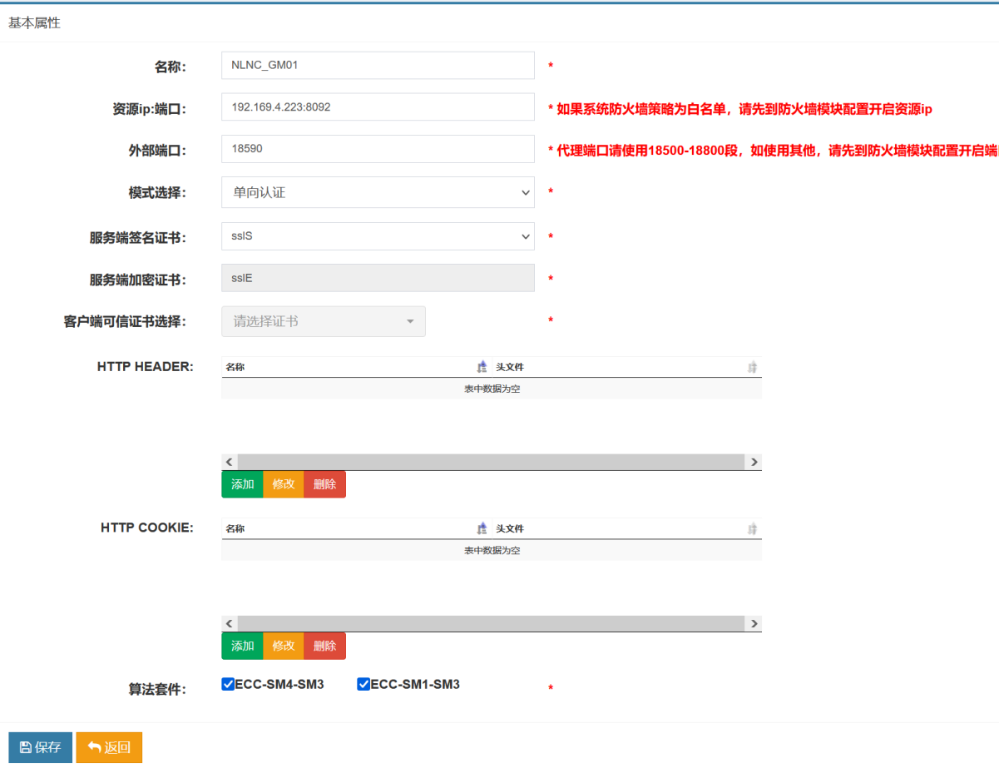 基本属性
名称： NLNC_GM01 *
资源ip:端口： 192.169.4.223:8092 * 如果系统防火墙策略为白名单，请先到防火墙模块配置开启资源ip
外部端口： 18590 * 代理端口请使用18500-18800段，如使用其他，请先到防火墙模块配置开启端
模式选择： 单向认证 *
服务端签名证书： sslS *
服务端加密证书： sslE *
客户端可信证书选择： 请选择证书 *
HTTP HEADER: 名称 头文件
表中数据为空
添加 修改 删除
HTTP COOKIE: 名称 头文件
表中数据为空
添加 修改 删除
算法套件： ECC-SM4-SM3 ECC-SM1-SM3 *
保存 返回